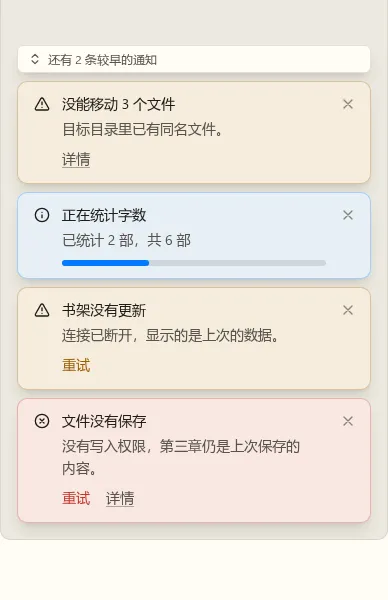 还有 2 条较早的通知
没能移动 3 个文件
目标目录里已有同名文件。
详情
正在统计字数
已统计 2 部，共 6 部
书架没有更新
连接已断开，显示的是上次的数据。
重试
文件没有保存
没有写入权限，第三章仍是上次保存的
内容。
重试 详情